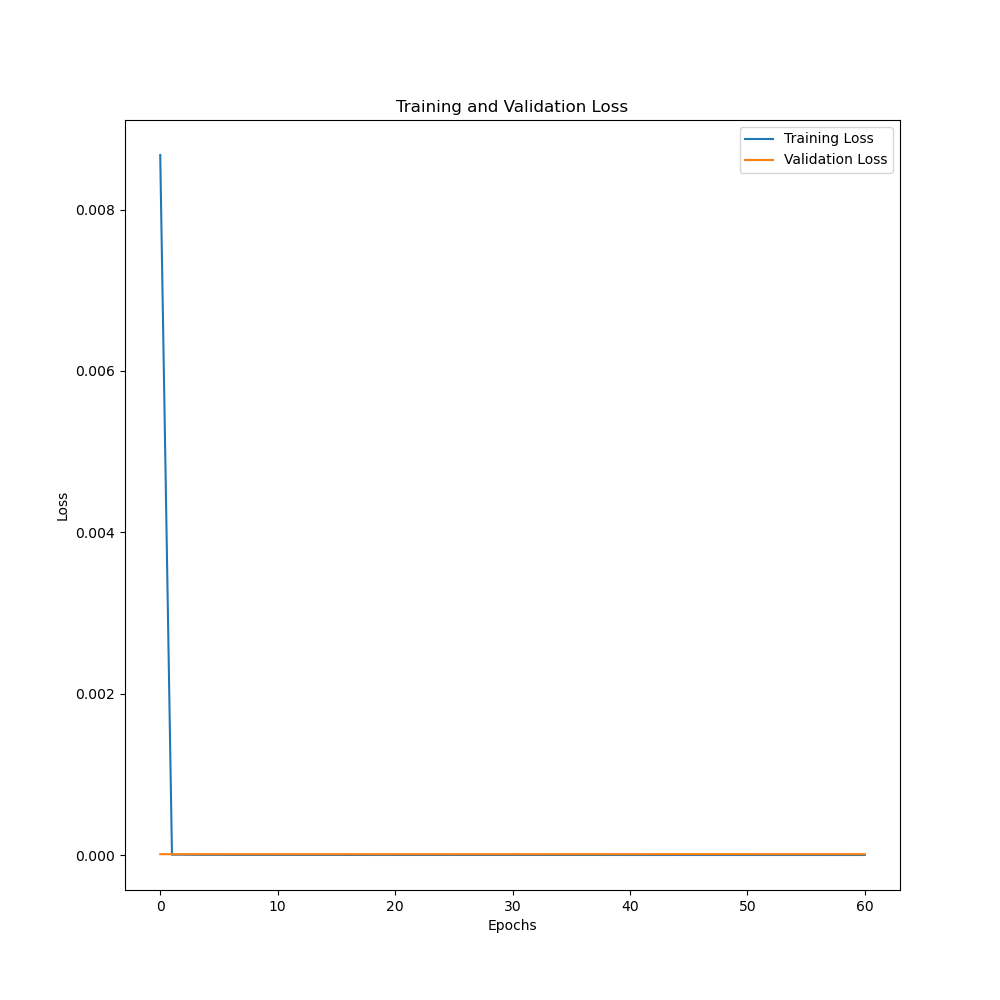 Training and Validation Loss
Training Loss
Validation Loss
0.008
0.006
0.004
0.002
0.000
Loss
0 10 20 30 40 50 60
Epochs